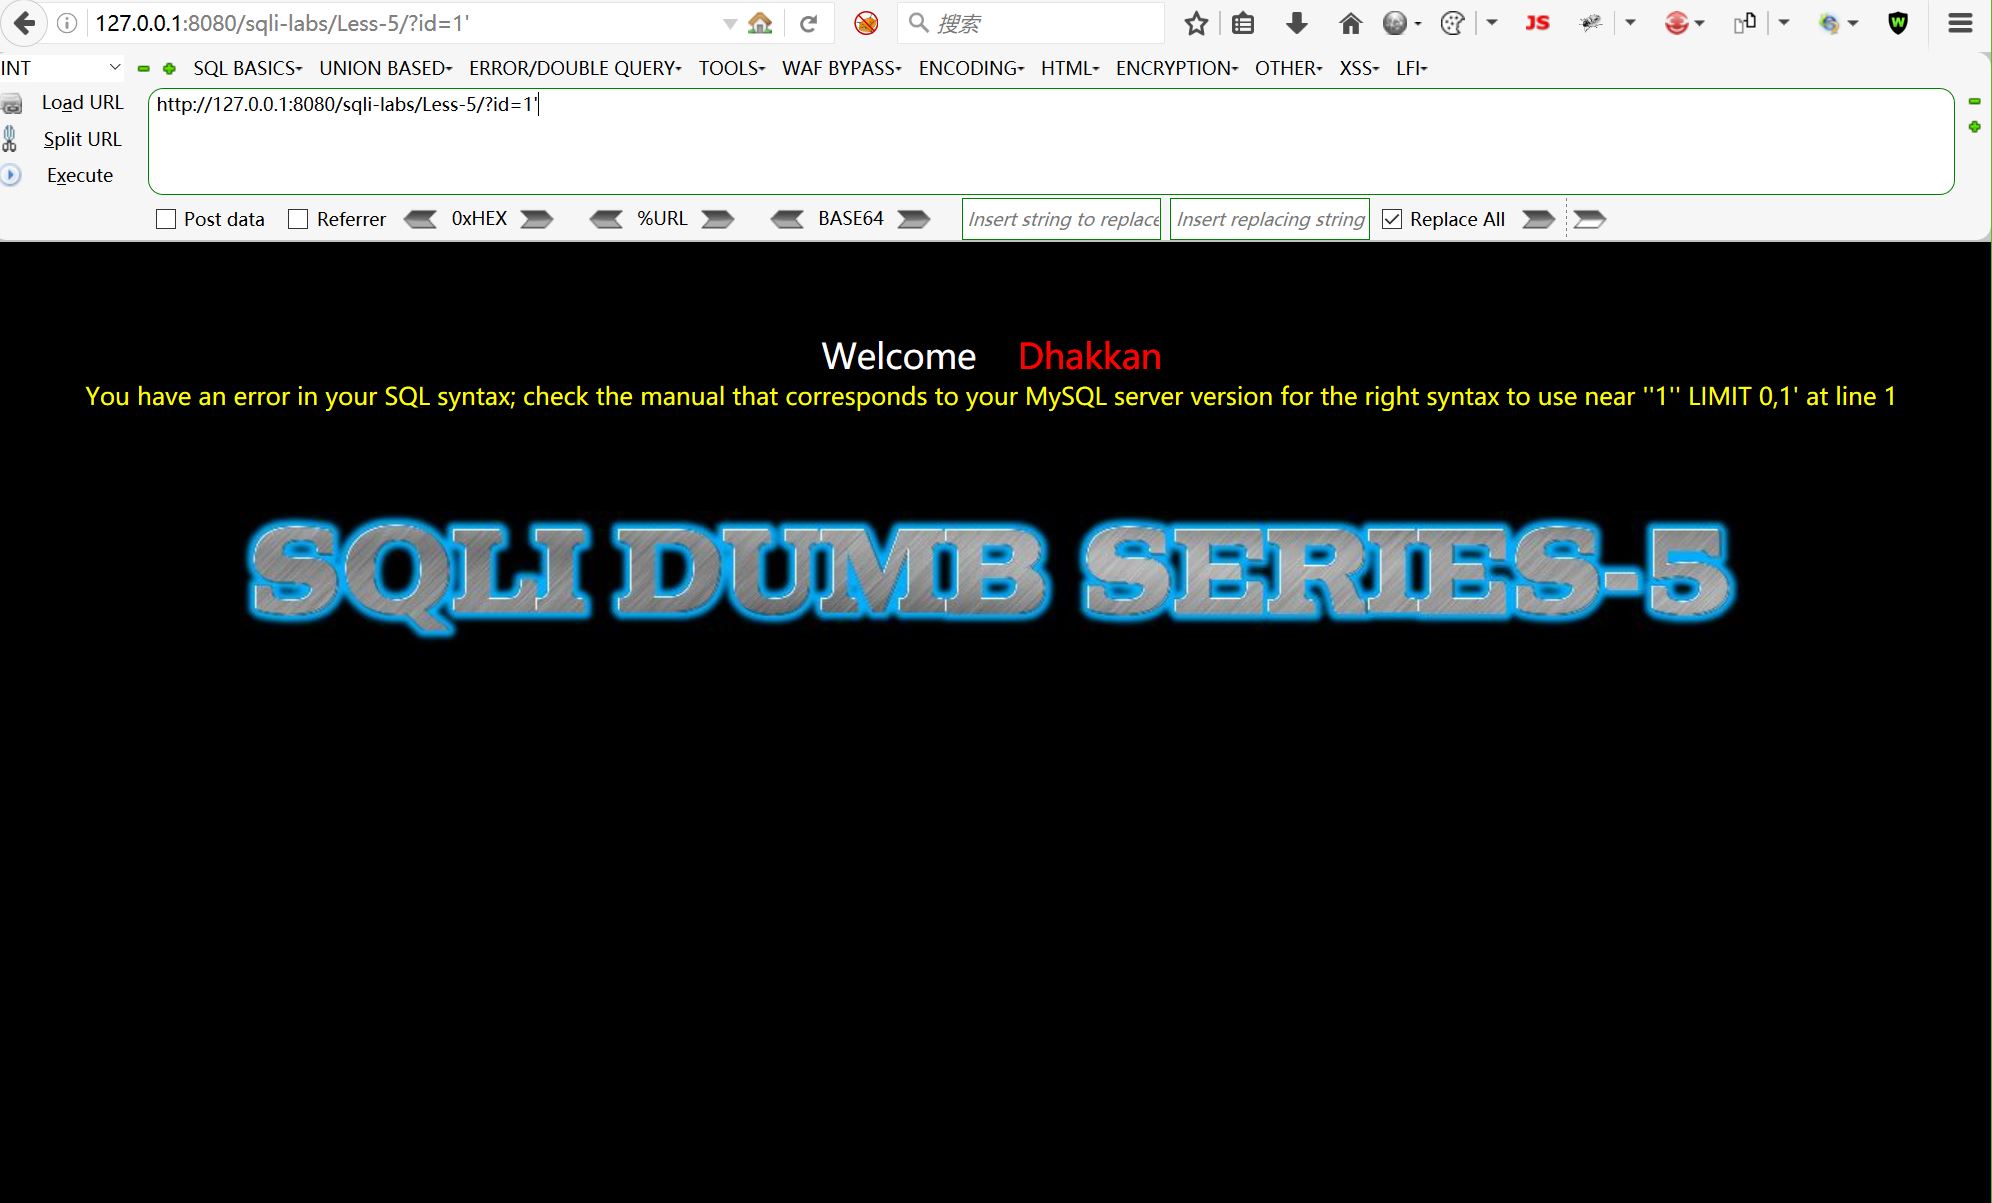 127.0.0.1:8080/sqli-labs/Less-5/?id=1'
搜索
JS
W
INT
SQL BASICS
UNION BASED
ERROR/DOUBLE QUERY
TOOLS
WAF BYPASS
ENCODING
HTML
ENCRYPTION
OTHER
XSS
LFI
Load URL
http://127.0.0.1:8080/sqli-labs/Less-5/?id=1'
Split URL
Execute
Post data
Referrer
0xHEX
%URL
BASE64
Insert string to replace
Insert replacing string
Replace All
Welcome Dhakkan
You have an error in your SQL syntax; check the manual that corresponds to your MySQL server version for the right syntax to use near ''1'' LIMIT 0,1' at line 1
SQLI DUMB SERIES-5